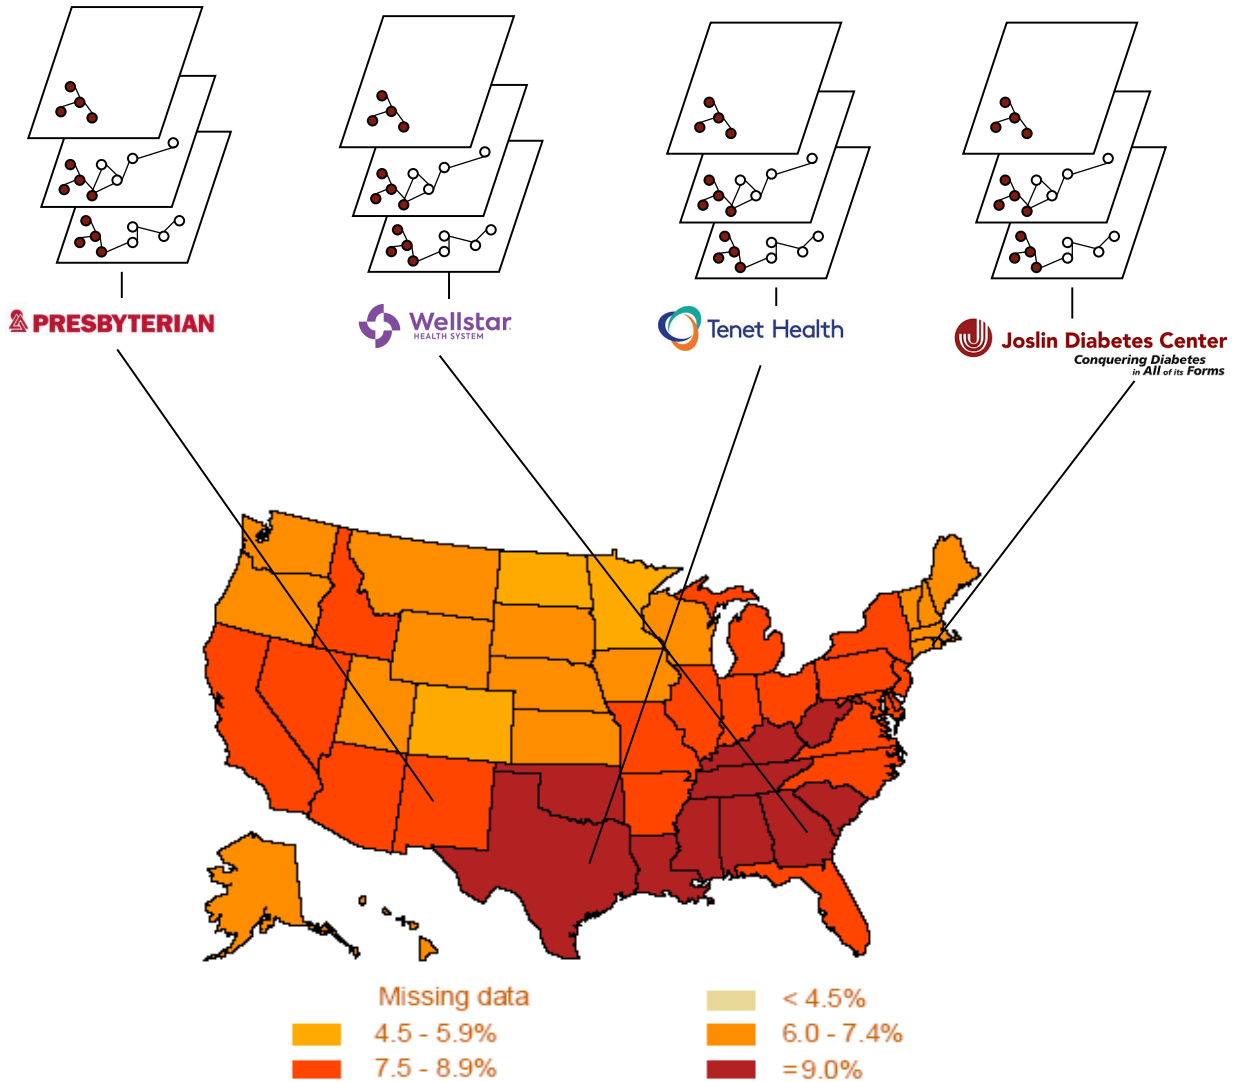 PRESBYTERIAN
Wellstar
HEALTH SYSTEM
Tenet Health
Joslin Diabetes Center
Conquering Diabetes
in All of its Forms
Missing data
< 4.5%
4.5 - 5.9%
6.0 - 7.4%
7.5 - 8.9%
=9.0%